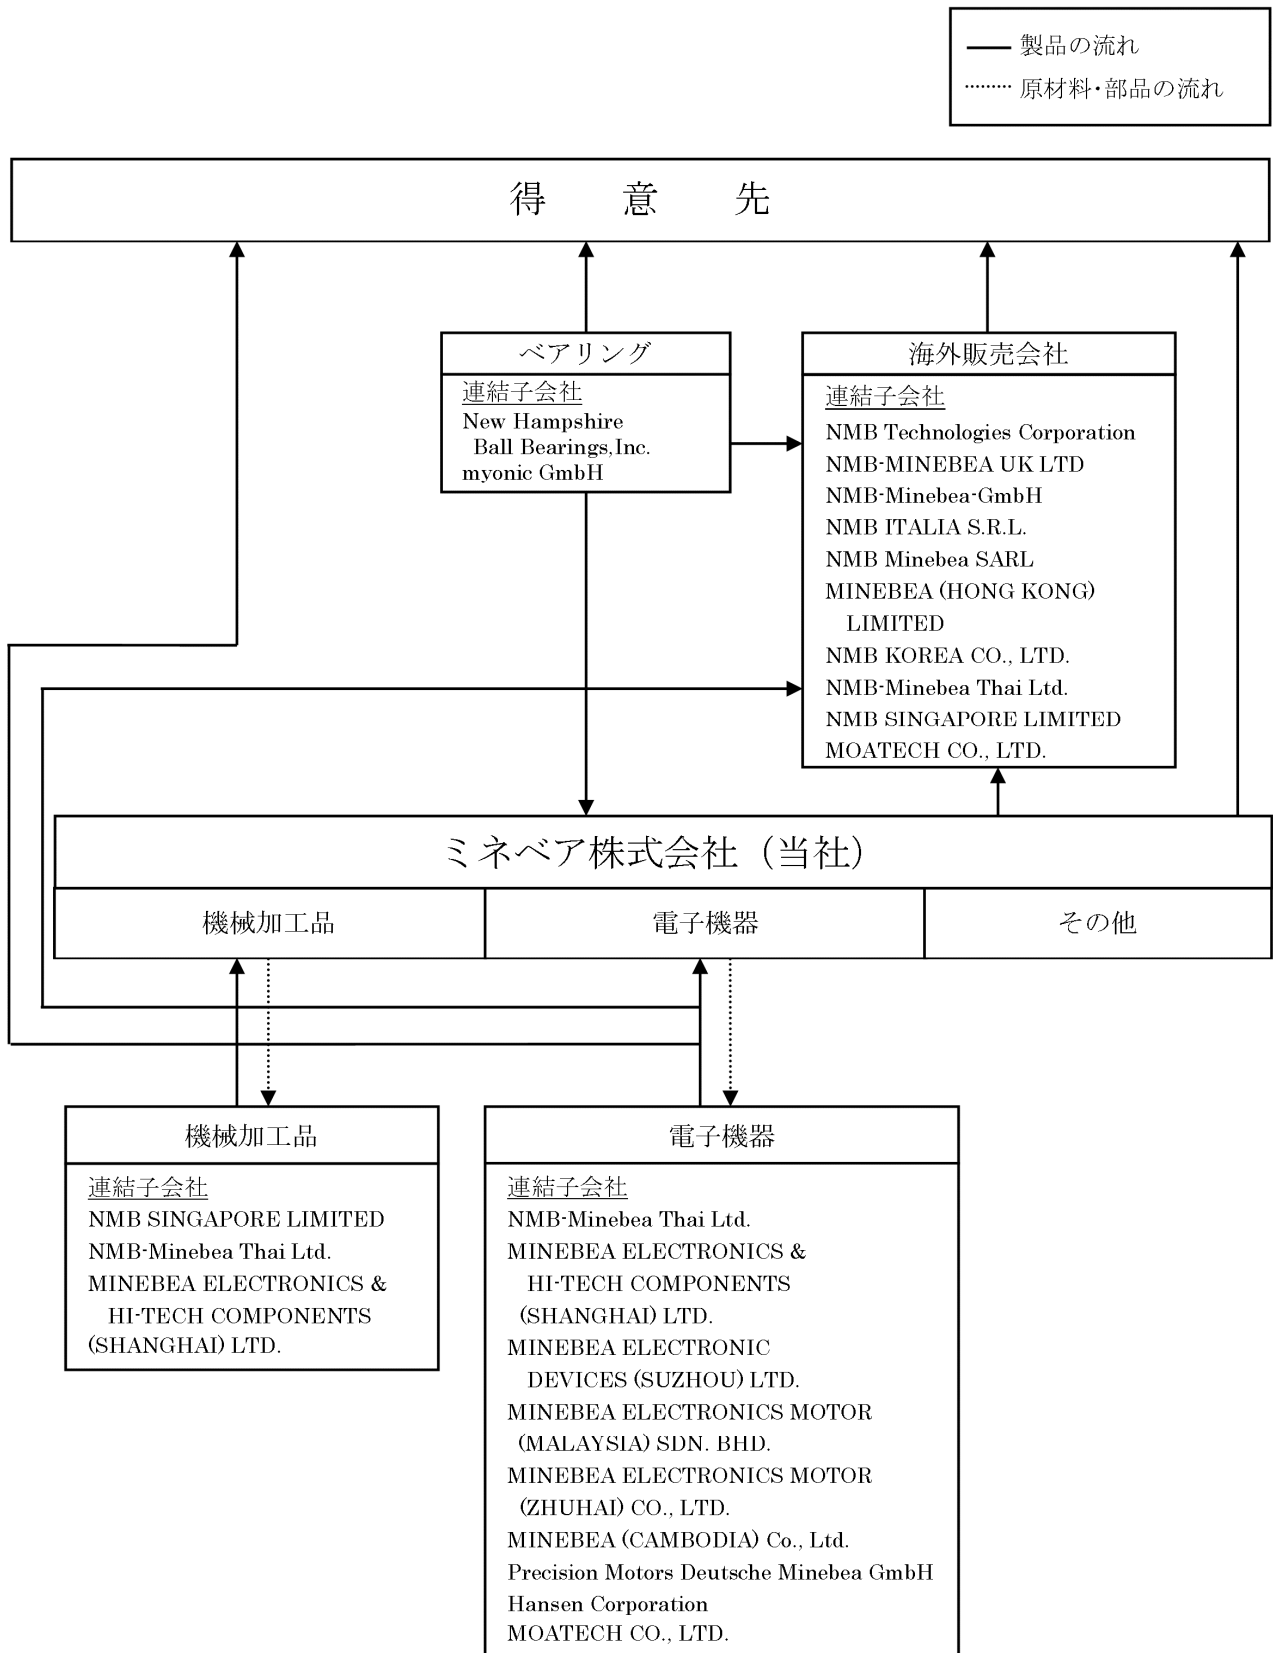 製品の流れ
原材料・部品の流れ
得意先
ベアリング
連結子会社
New Hampshire
Ball Bearings,Inc.
myonic GmbH
海外販売会社
連結子会社
NMB Technologies Corporation
NMB-MINEBEA UK LTD
NMB-Minebea-GmbH
NMB ITALIA S.R.L.
NMB Minebea SARL
MINEBEA (HONG KONG)
LIMITED
NMB KOREA CO., LTD.
NMB-Minebea Thai Ltd.
NMB SINGAPORE LIMITED
MOATECH CO., LTD.
ミネベア株式会社（当社）
機械加工品
電子機器
その他
機械加工品
連結子会社
NMB SINGAPORE LIMITED
NMB-Minebea Thai Ltd.
MINEBEA ELECTRONICS &
HI-TECH COMPONENTS
(SHANGHAI) LTD.
電子機器
連結子会社
NMB-Minebea Thai Ltd.
MINEBEA ELECTRONICS &
HI-TECH COMPONENTS
(SHANGHAI) LTD.
MINEBEA ELECTRONIC
DEVICES (SUZHOU) LTD.
MINEBEA ELECTRONICS MOTOR
(MALAYSIA) SDN. BHD.
MINEBEA ELECTRONICS MOTOR
(ZHUHAI) CO., LTD.
MINEBEA (CAMBODIA) Co., Ltd.
Precision Motors Deutsche Minebea GmbH
Hansen Corporation
MOATECH CO., LTD.